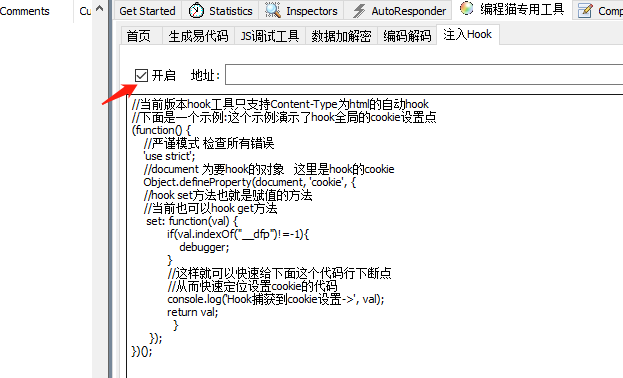 Comments
Cu
Get Started
Statistics
Inspectors
AutoResponder
编程猫专用工具
Comp
首页
生成易代码
JS调试工具
数据加解密
编码解码
注入Hook
开启
地址:
//当前版本hook工具只支持Content-Type为html的自动hook
//下面是一个示例:这个示例演示了hook全局的cookie设置点
(function() {
//严谨模式 检查所有错误
'use strict';
//document 为要hook的对象 这里是hook的cookie
Object.defineProperty(document, 'cookie', {
//hook set方法也就是赋值的方法
//当前也可以hook get方法
set: function(val) {
if(val.indexOf("__dfp")!=-1){
debugger;
}
//这样就可以快速给下面这个代码行下断点
//从而快速定位设置cookie的代码
console.log('Hook捕获到cookie设置->', val);
return val;
}
});
})();